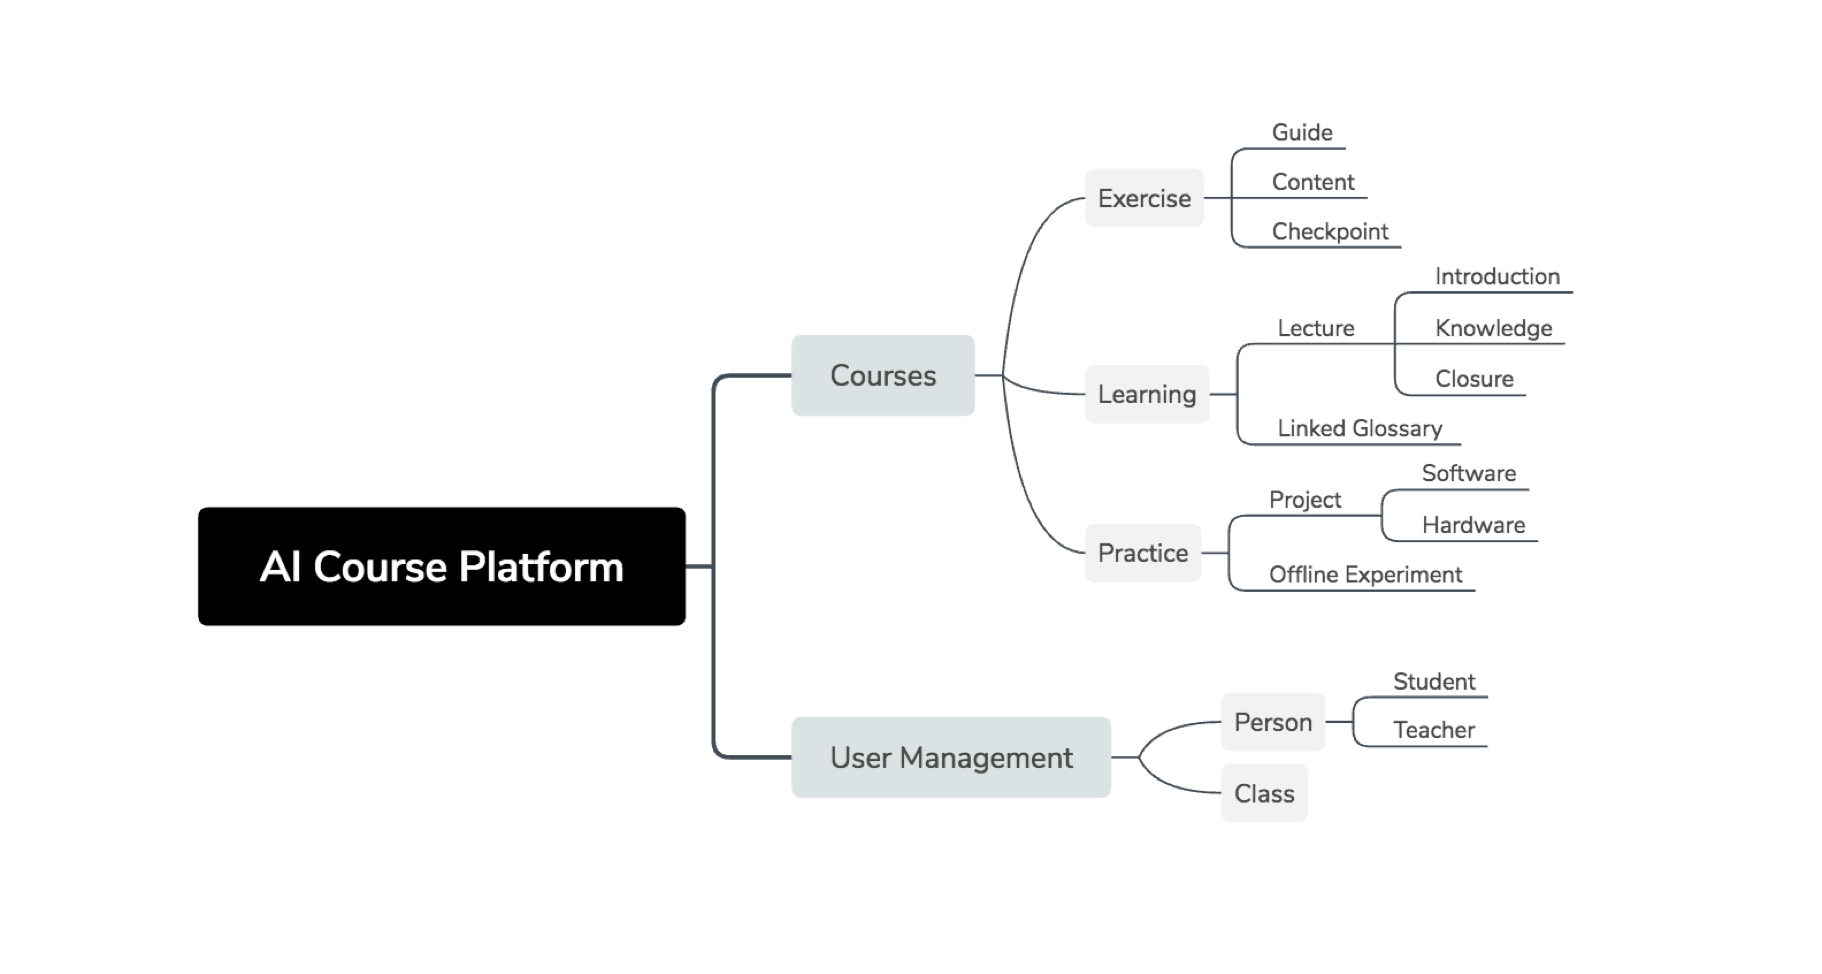 AI Course Platform
Courses
Exercise
Guide
Content
Checkpoint
Learning
Lecture
Introduction
Knowledge
Closure
Linked Glossary
Practice
Project
Software
Hardware
Offline Experiment
User Management
Person
Student
Teacher
Class